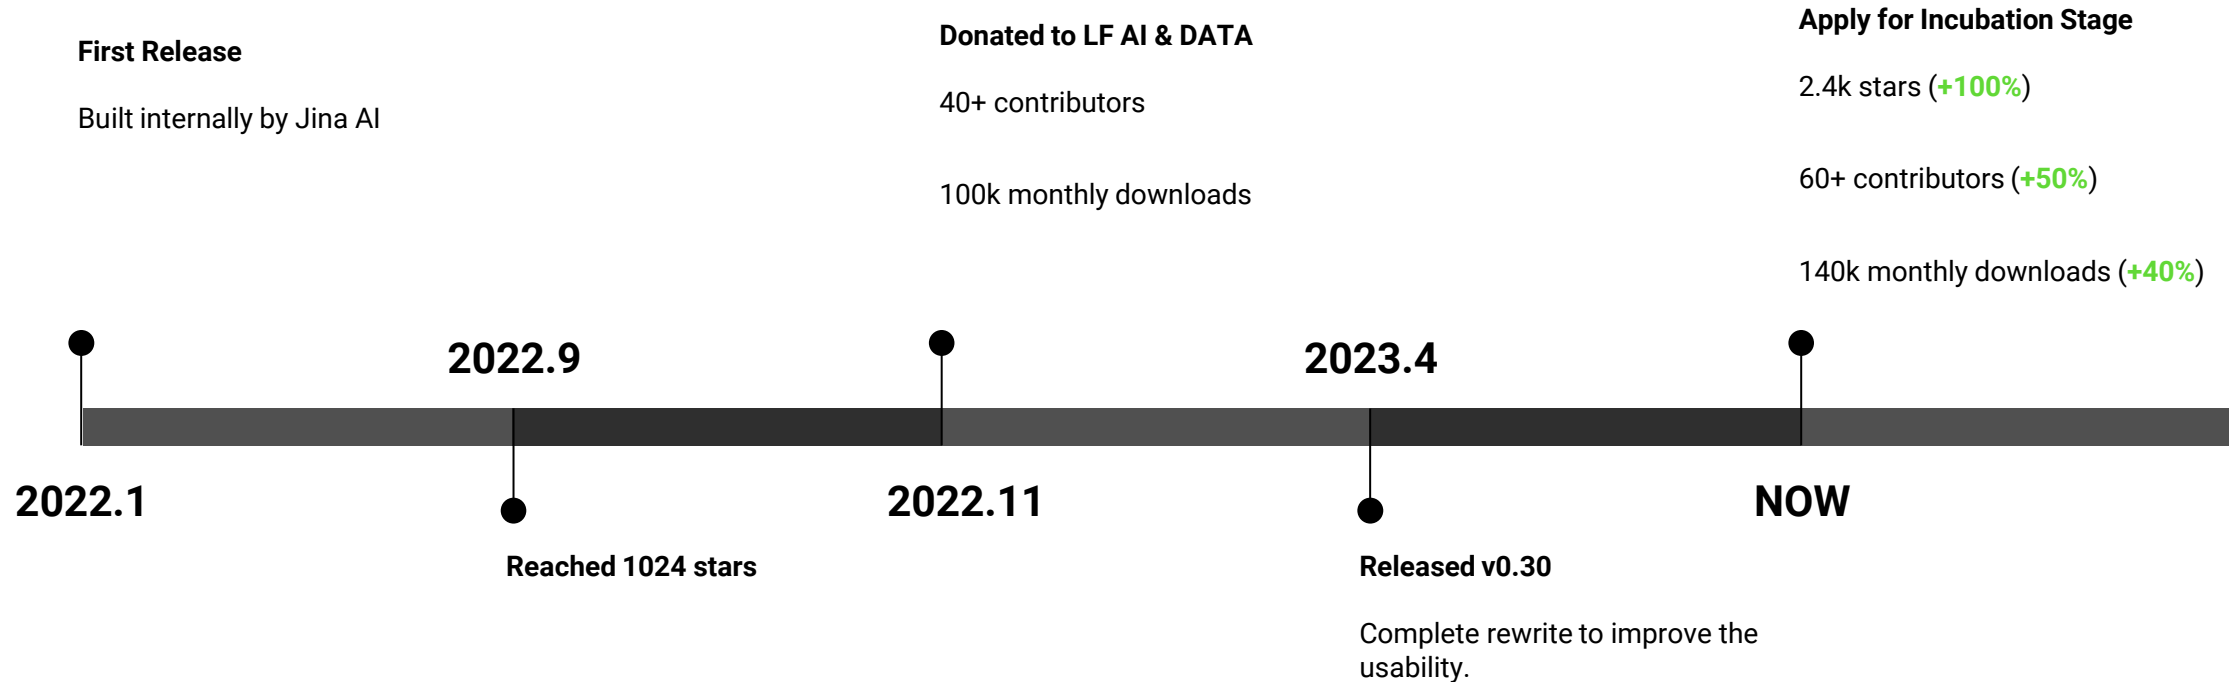 First Release
Built internally by Jina AI
Donated to LF AI & DATA
40+ contributors
100k monthly downloads
Apply for Incubation Stage
2.4k stars (+100%)
60+ contributors (+50%)
140k monthly downloads (+40%)
2022.9
2023.4
2022.1
2022.11
NOW
Reached 1024 stars
Released v0.30
Complete rewrite to improve the
usability.